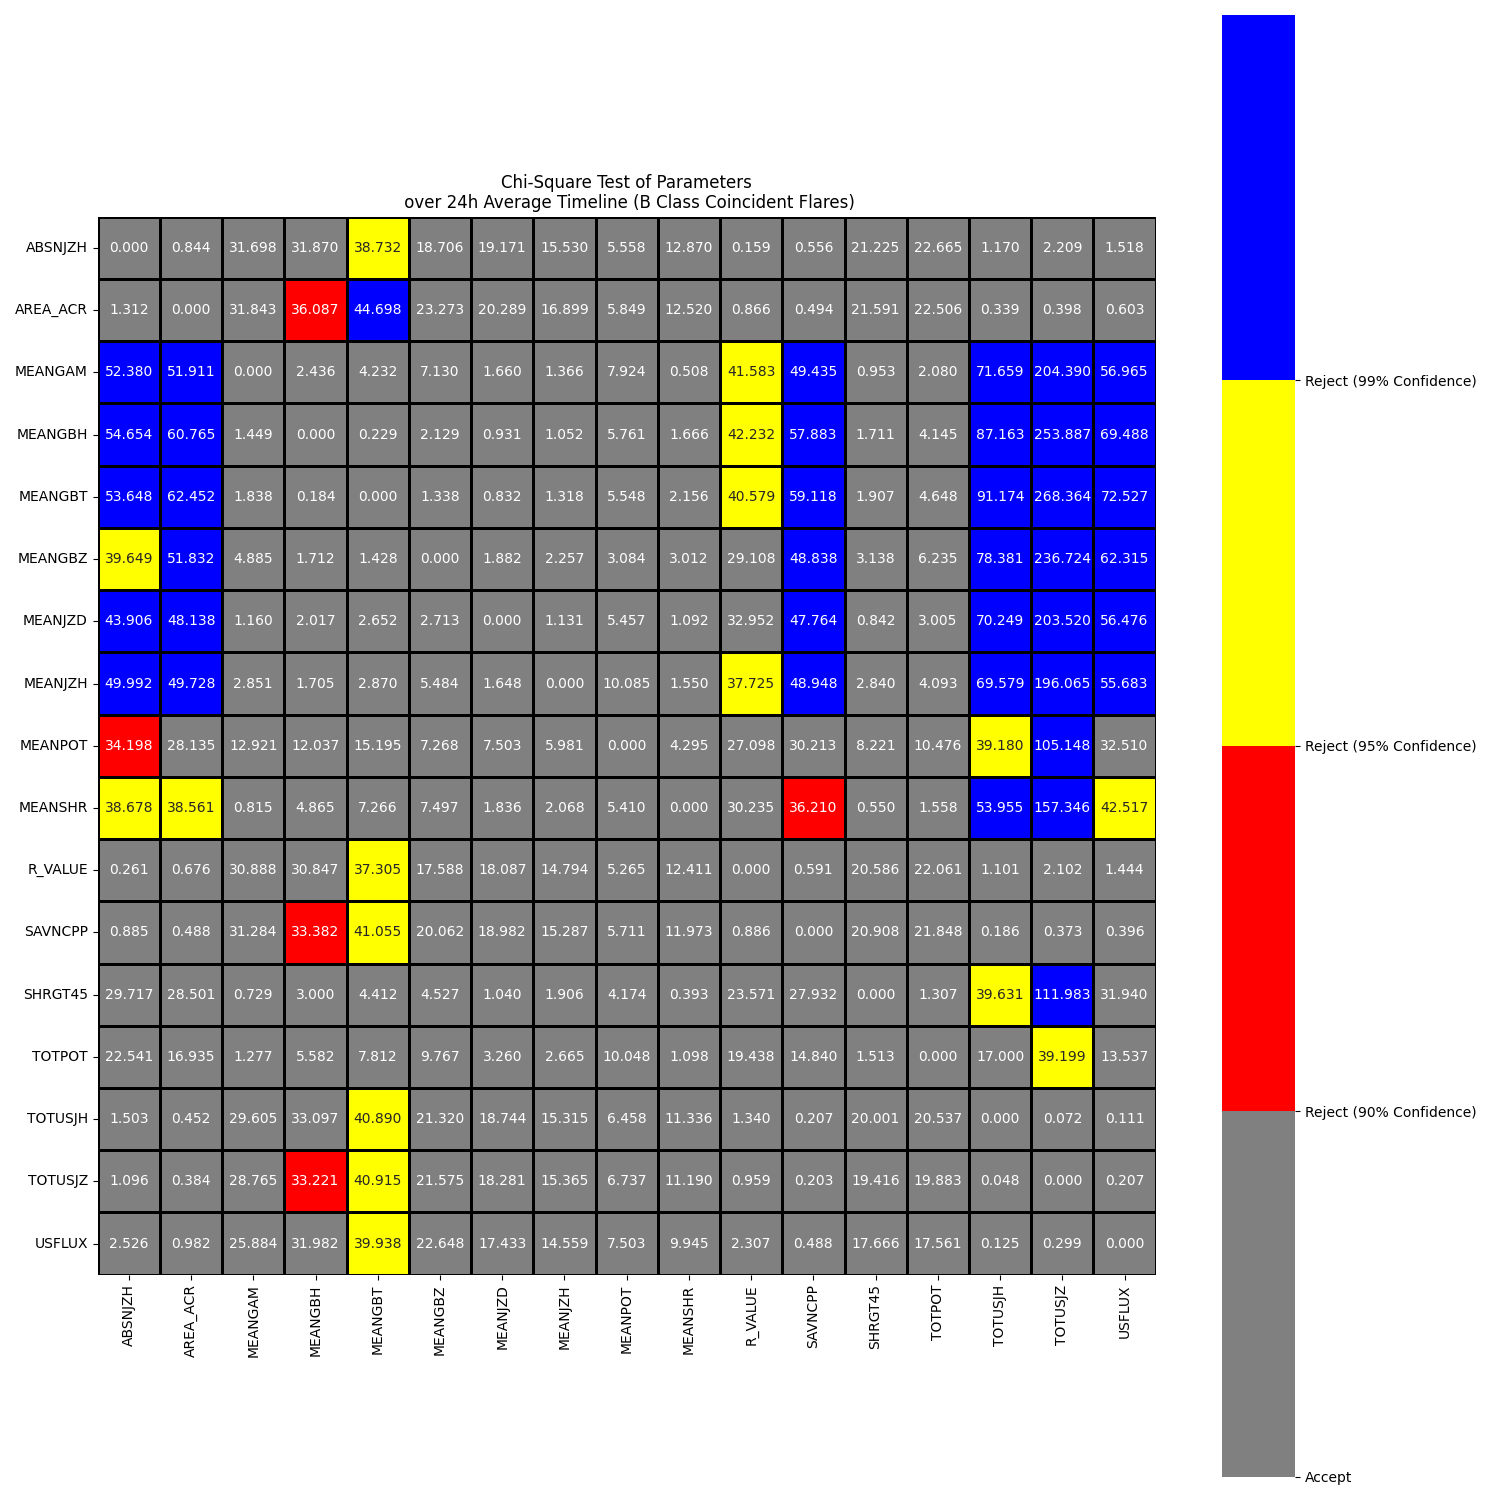 Chi-Square Test of Parameters
over 24h Average Timeline (B Class Coincident Flares)
ABSNJZH 0.000 0.844 31.698 31.870 38.732 18.706 19.171 15.530 5.558 12.870 0.159 0.556 21.225 22.665 1.170 2.209 1.518
AREA_ACR 1.312 0.000 31.843 36.087 44.698 23.273 20.289 16.899 5.849 12.520 0.866 0.494 21.591 22.506 0.339 0.398 0.603
MEANGAM 52.380 51.911 0.000 2.436 4.232 7.130 1.660 1.366 7.924 0.508 41.583 49.435 0.953 2.080 71.659 204.390 56.965
Reject (99% Confidence)
MEANGBH 54.654 60.765 1.449 0.000 0.229 2.129 0.931 1.052 5.761 1.666 42.232 57.883 1.711 4.145 87.163 253.887 69.488
MEANGBT 53.648 62.452 1.838 0.184 0.000 1.338 0.832 1.318 5.548 2.156 40.579 59.118 1.907 4.648 91.174 268.364 72.527
MEANGBZ 39.649 51.832 4.885 1.712 1.428 0.000 1.882 2.257 3.084 3.012 29.108 48.838 3.138 6.235 78.381 236.724 62.315
MEANJZD 43.906 48.138 1.160 2.017 2.652 2.713 0.000 1.131 5.457 1.092 32.952 47.764 0.842 3.005 70.249 203.520 56.476
MEANJZH 49.992 49.728 2.851 1.705 2.870 5.484 1.648 0.000 10.085 1.550 37.725 48.948 2.840 4.093 69.579 196.065 55.683
MEANPOT 34.198 28.135 12.921 12.037 15.195 7.268 7.503 5.981 0.000 4.295 27.098 30.213 8.221 10.476 39.180 105.148 32.510
Reject (95% Confidence)
MEANSHR 38.678 38.561 0.815 4.865 7.266 7.497 1.836 2.068 5.410 0.000 30.235 36.210 0.550 1.558 53.955 157.346 42.517
R_VALUE 0.261 0.676 30.888 30.847 37.305 17.588 18.087 14.794 5.265 12.411 0.000 0.591 20.586 22.061 1.101 2.102 1.444
SAVNCPP 0.885 0.488 31.284 33.382 41.055 20.062 18.982 15.287 5.711 11.973 0.886 0.000 20.908 21.848 0.186 0.373 0.396
SHRGT45 29.717 28.501 0.729 3.000 4.412 4.527 1.040 1.906 4.174 0.393 23.571 27.932 0.000 1.307 39.631 111.983 31.940
TOTPOT 22.541 16.935 1.277 5.582 7.812 9.767 3.260 2.665 10.048 1.098 19.438 14.840 1.513 0.000 17.000 39.199 13.537
Reject (90% Confidence)
TOTUSJH 1.503 0.452 29.605 33.097 40.890 21.320 18.744 15.315 6.458 11.336 1.340 0.207 20.001 20.537 0.000 0.072 0.111
TOTUSJZ 1.096 0.384 28.765 33.221 40.915 21.575 18.281 15.365 6.737 11.190 0.959 0.203 19.416 19.883 0.048 0.000 0.207
USFLUX 2.526 0.982 25.884 31.982 39.938 22.648 17.433 14.559 7.503 9.945 2.307 0.488 17.666 17.561 0.125 0.299 0.000
ABSNJZH AREA_ACR MEANGAM MEANGBH MEANGBT MEANGBZ MEANJZD MEANJZH MEANPOT MEANSHR R_VALUE SAVNCPP SHRGT45 TOTPOT TOTUSJH TOTUSJZ USFLUX
Accept